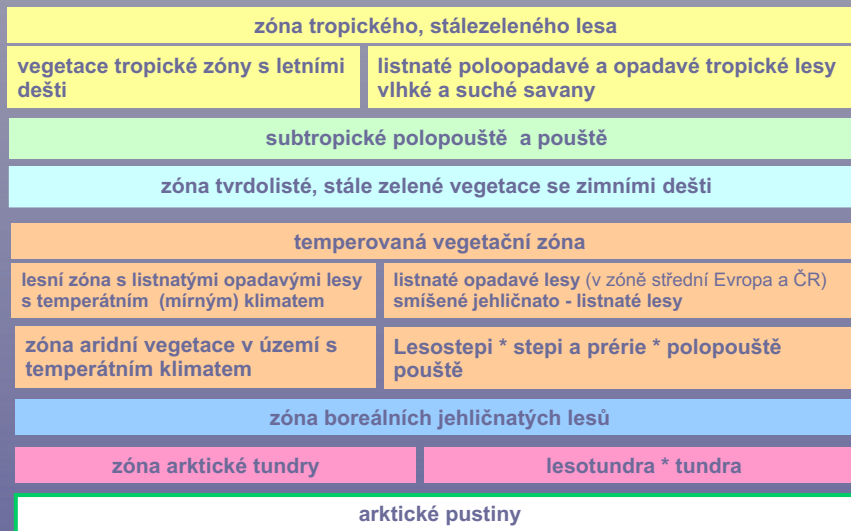 zóna tropického, stálezeleného lesa
vegetace tropické zóny s letními
dešti
listnaté poloopadavé a opadavé tropické lesy
vlhké a suché savany
subtropické polopouště a pouště
zóna tvrdolisté, stále zelené vegetace se zimními dešti
temperovaná vegetační zóna
lesní zóna s listnatými opadavými lesy
s temperátním (mírným) klimatem
listnaté opadavé lesy (v zóně střední Evropa a ČR)
smíšené jehličnato - listnaté lesy
zóna aridní vegetace v území s
temperátním klimatem
Lesostepi * stepi a prérie * polopouště
pouště
zóna boreálních jehličnatých lesů
zóna arktické tundry
lesotundra * tundra
arktické pustiny